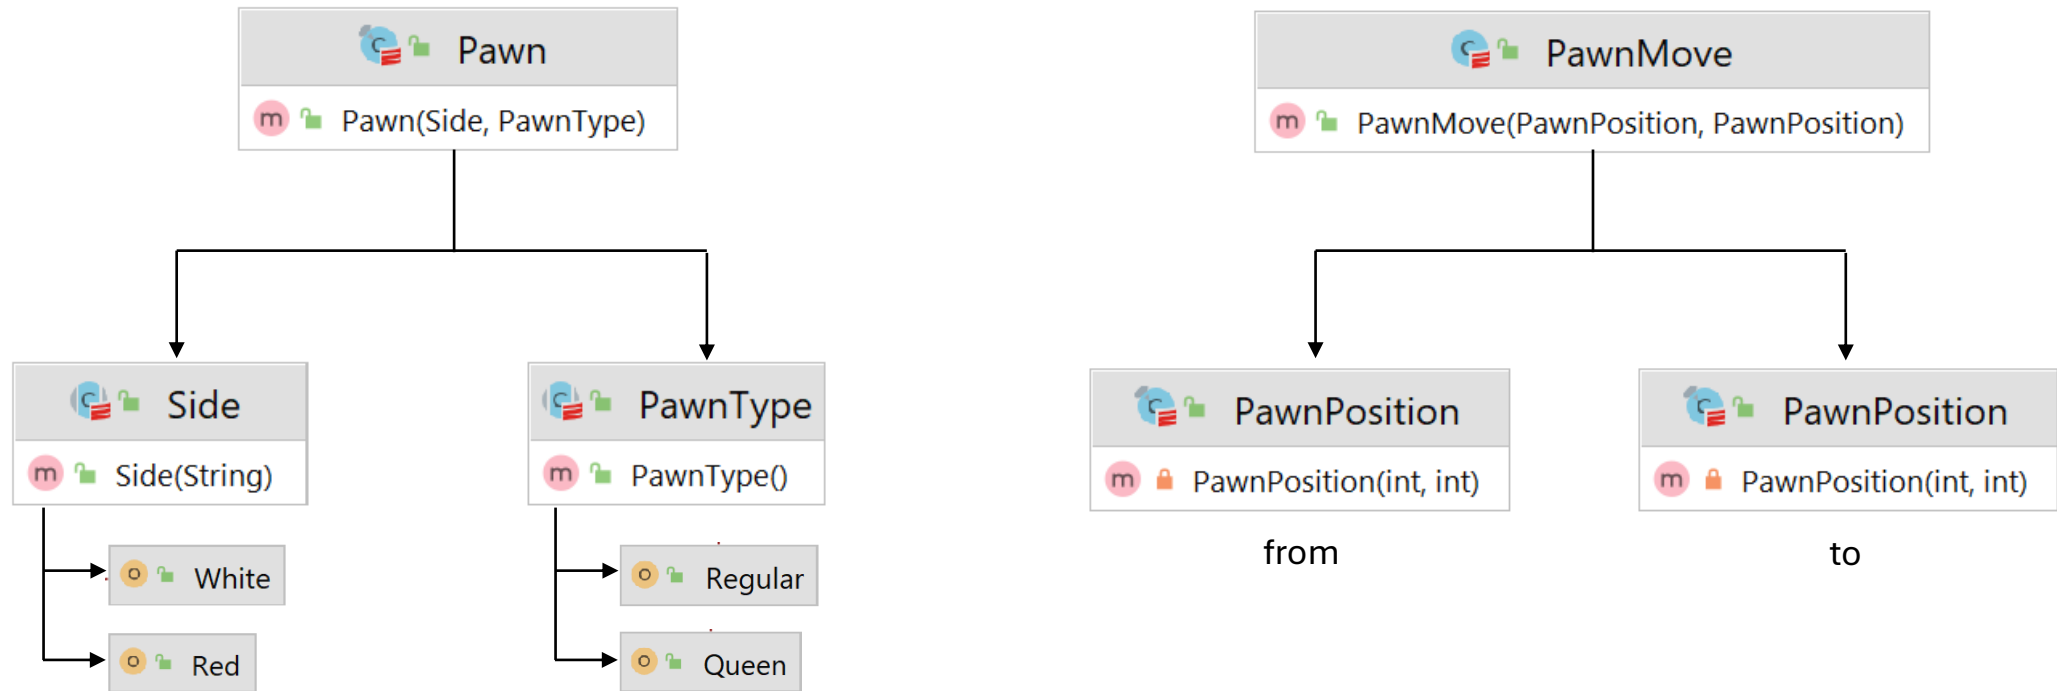 Pawn
Pawn(Side, PawnType)
PawnMove
PawnMove(PawnPosition, PawnPosition)
Side
Side(String)
White
Red
PawnType
PawnType()
Regular
Queen
PawnPosition
PawnPosition(int, int)
from
PawnPosition
PawnPosition(int, int)
to